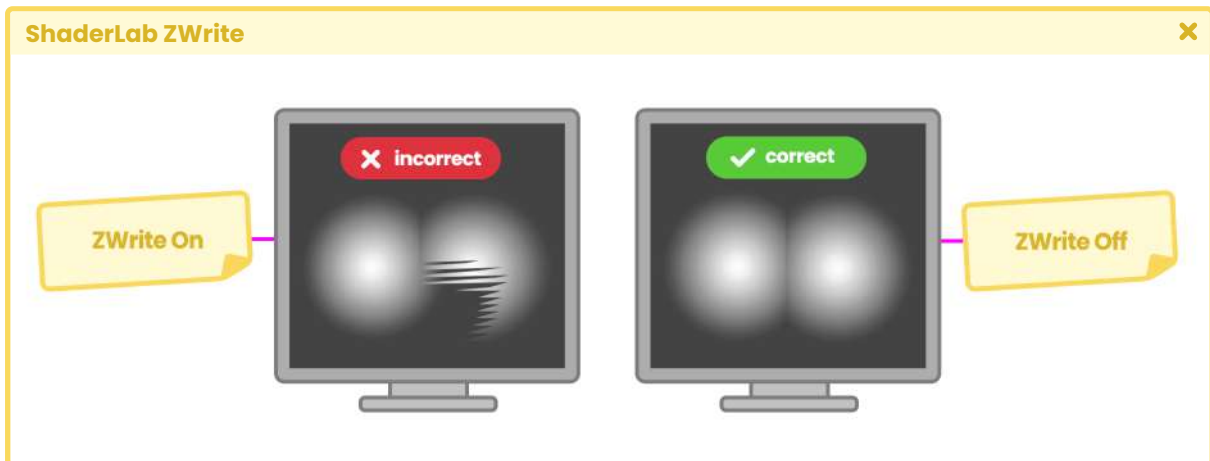 ShaderLab ZWrite
incorrect
correct
ZWrite On
ZWrite Off